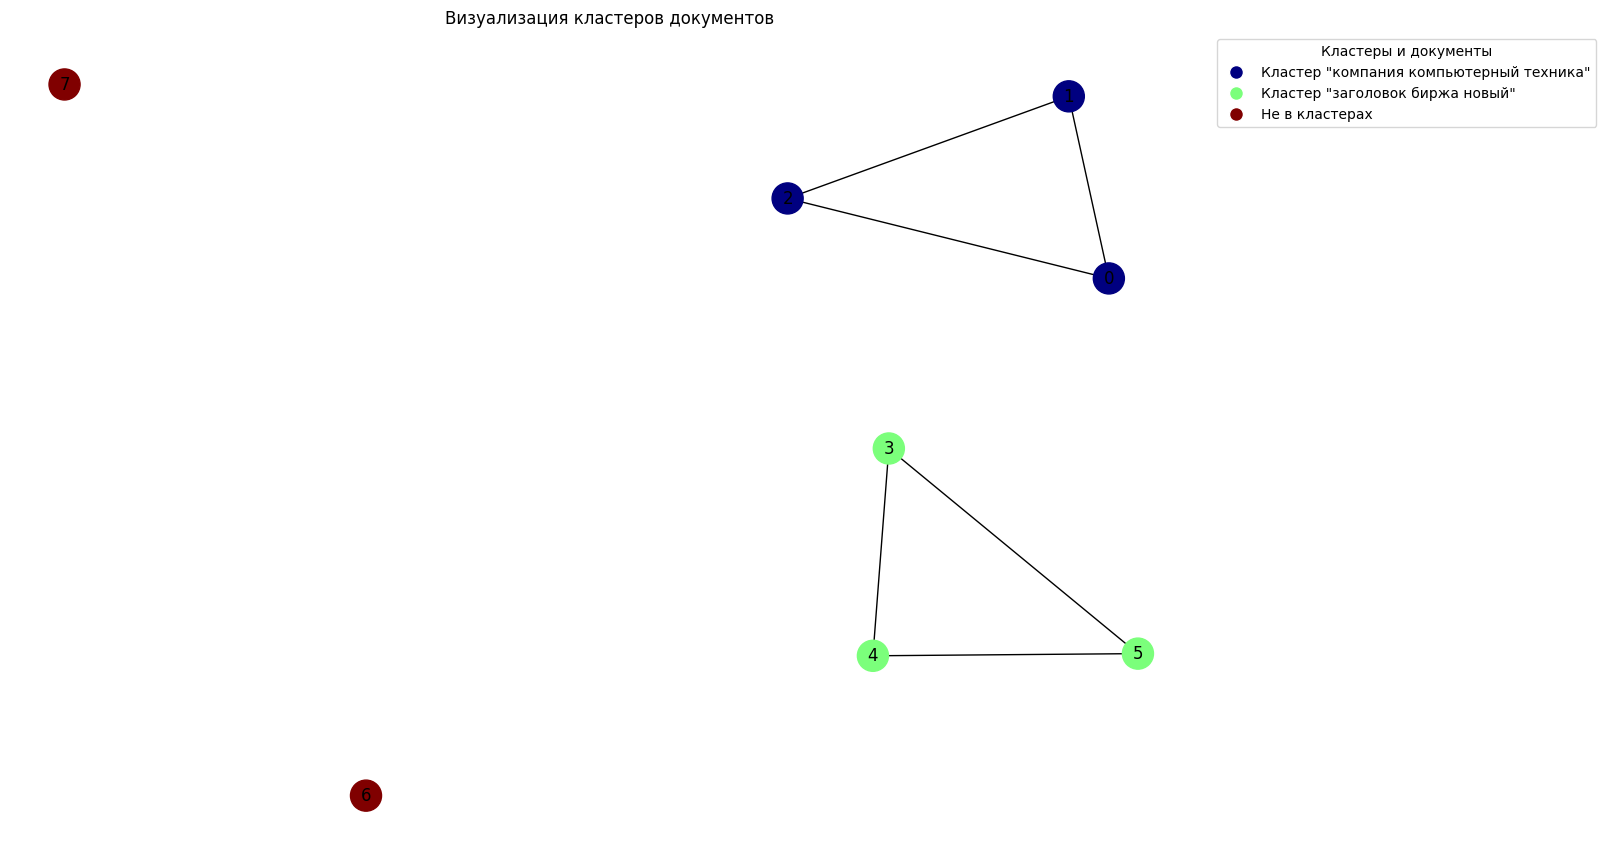 Визуализация кластеров документов
Кластеры и документы
Кластер "компания компьютерный техника"
Кластер "заголовок биржа новый"
Не в кластерах
7
1
2
0
3
4
5
6